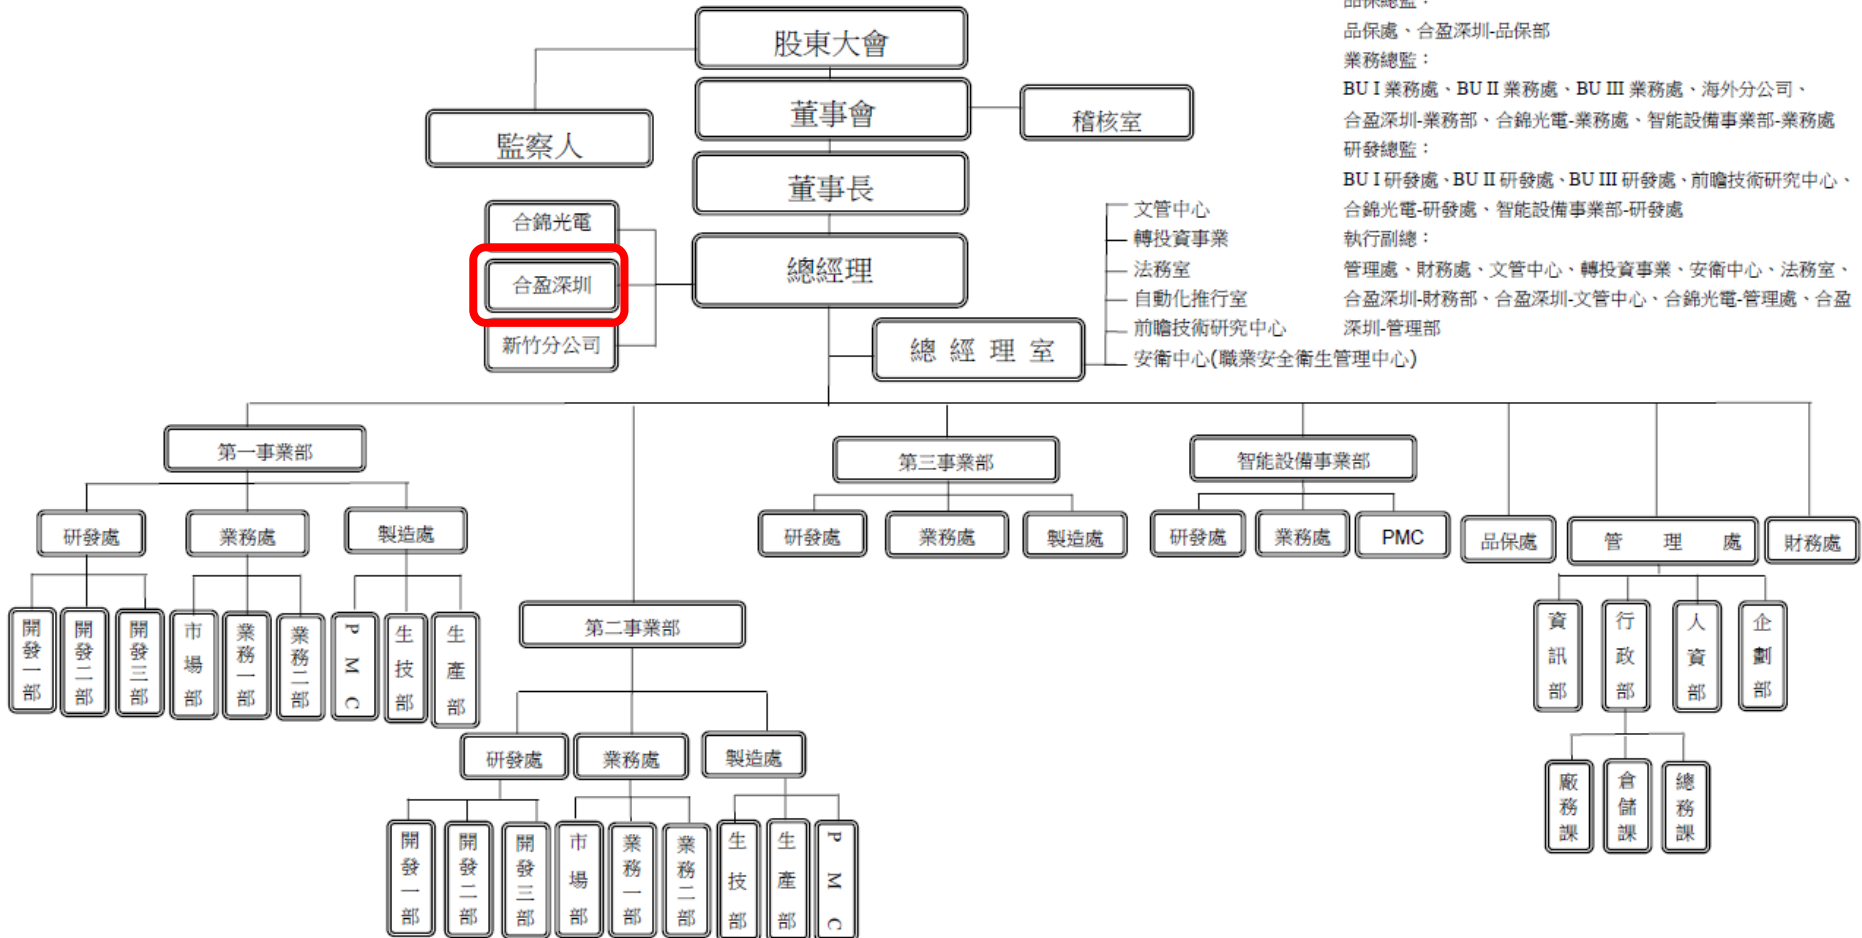 品保總監：
股東大會
品保處、合盈深圳-品保部
業務總監：
董事會
BU I 業務處、BU II 業務處、BU III 業務處、海外分公司、
稽核室
合盈深圳-業務部、合錦光電-業務處、智能設備事業部-業務處
監察人
研發總監：
董事長
BU I 研發處、BU II 研發處、BU III 研發處、前瞻技術研究中心、
文管中心
合錦光電-研發處、智能設備事業部-研發處
合錦光電
轉投資事業
執行副總：
總經理
法務室
管理處、財務處、文管中心、轉投資事業、安衛中心、法務室、
合盈深圳
自動化推行室
合盈深圳-財務部、合盈深圳-文管中心、合錦光電-管理處、合盈
前瞻技術研究中心
深圳-管理部
新竹分公司
總經理室
安衛中心(職業安全衛生管理中心)
第一事業部
第三事業部
智能設備事業部
研發處
業務處
製造處
研發處
業務處
製造處
研發處
業務處
PMC
品保處
管理處
財務處
開發一部
開發二部
開發三部
市場部
業務一部
業務二部
PMC
生技部
生產部
第二事業部
資訊部
行政部
人資部
企劃部
研發處
業務處
製造處
廠務課
倉儲課
總務課
開發一部
開發二部
開發三部
市場部
業務一部
業務二部
生技部
生產部
PMC